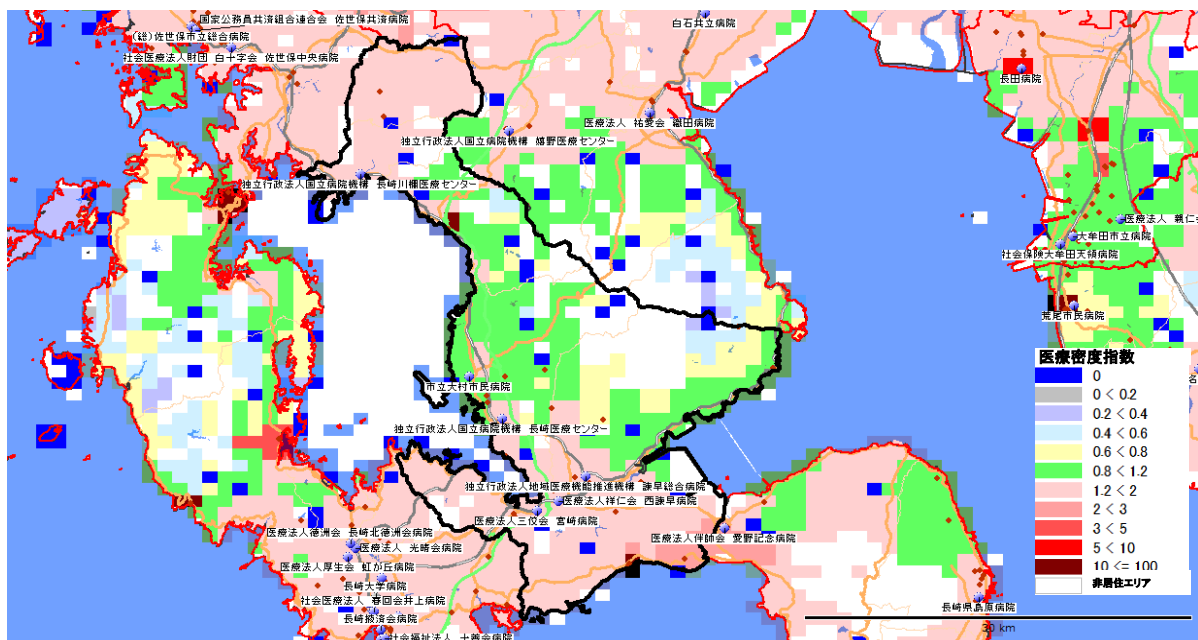 国家公務員共済組合連合会 佐世保共済病院
白石共立病院
(総)佐世保市立総合病院
社会医療法人財団 白十字会 佐世保中央病院
長田病院
医療法人 祐愛会 織田病院
独立行政法人国立病院機構 嬉野医療センター
独立行政法人国立病院機構 長崎川棚医療センター
医療法人 親仁会
大牟田市立病院
社会保険大牟田天領病院
荒尾市民病院
医療密度指数
0
0 < 0.2
0.2 < 0.4
0.4 < 0.6
0.6 < 0.8
0.8 < 1.2
1.2 < 2
2 < 3
3 < 5
5 < 10
10 <= 100
非居住エリア
名
市立大村市民病院
独立行政法人国立病院機構 長崎医療センター
独立行政法人地域医療機能推進機構 諫早総合病院
医療法人祥仁会 西諫早病院
医療法人三佼会 宮崎病院
医療法人伴帥会 愛野記念病院
医療法人徳洲会 長崎北徳洲会病院
医療法人 光晴会病院
医療法人厚生会 虹が丘病院
長崎大学病院
社会医療法人 春回会井上病院
長崎掖済会病院
社会福祉法人 十善会病院
長崎県島原病院
30 km